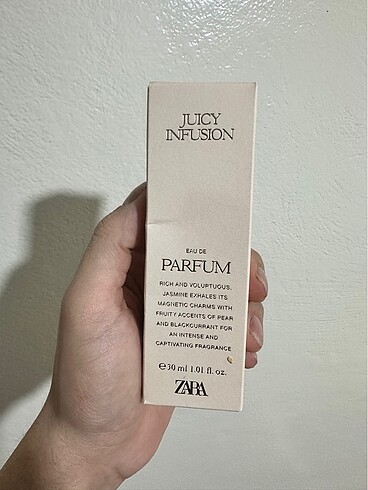 JUICY
INFUSION
EAU DE
PARFUM
RICH AND VOLUPTUOUS,
JASMINE EXHALES ITS
MAGNETIC CHARMS WITH
FRUITY ACCENTS OF PEAR
AND BLACKCURRANT FOR
AN INTENSE AND
CAPTIVATING FRAGRANCE
℮30 ml 1.01 fl. oz.
ZARA